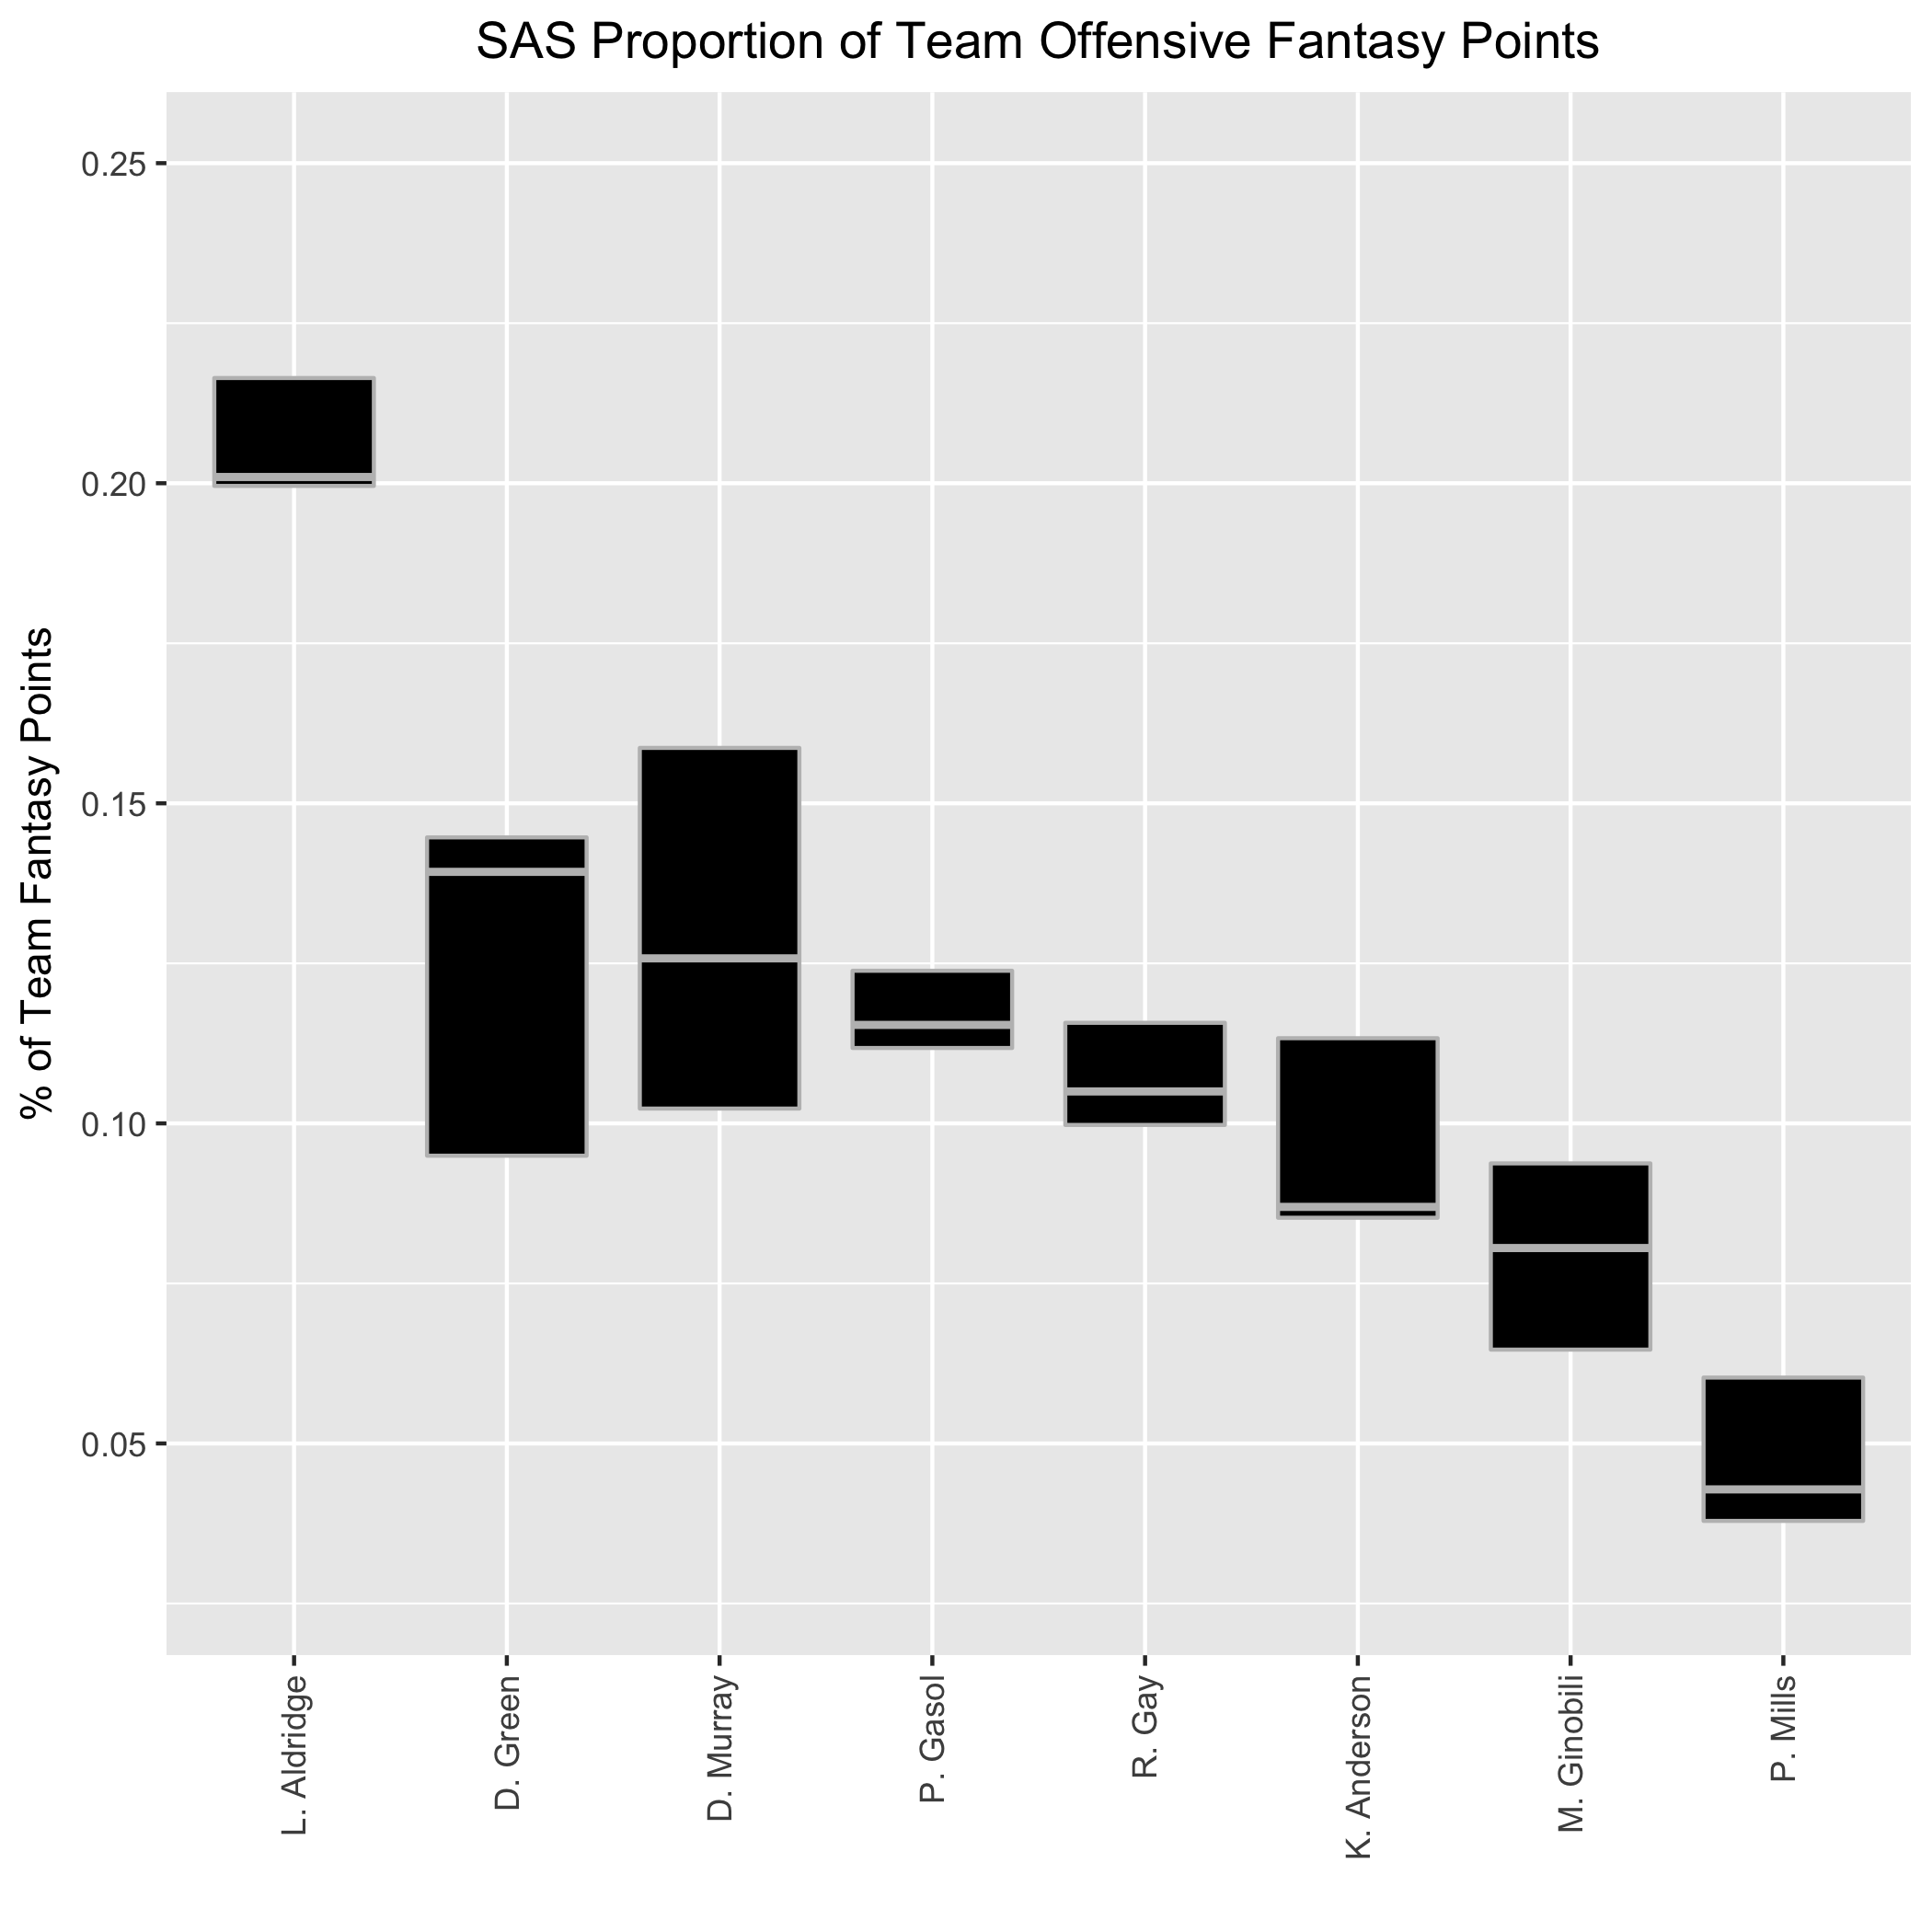 SAS Proportion of Team Offensive Fantasy Points
% of Team Fantasy Points
0.25
0.20
0.15
0.10
0.05
L. Aldridge
D. Green
D. Murray
P. Gasol
R. Gay
K. Anderson
M. Ginobili
P. Mills